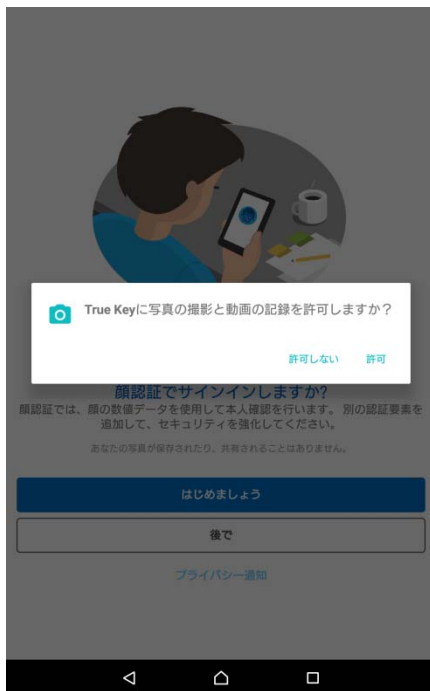 True Keyに写真の撮影と動画の記録を許可しますか？
許可しない 許可
顔認証でサインインしますか?
顔認証では、顔の数値データを使用して本人確認を行います。 別の認証要素を
追加して、セキュリティを強化してください。
あなたの写真が保存されたり、共有されることはありません。
はじめましょう
後で
プライバシー通知